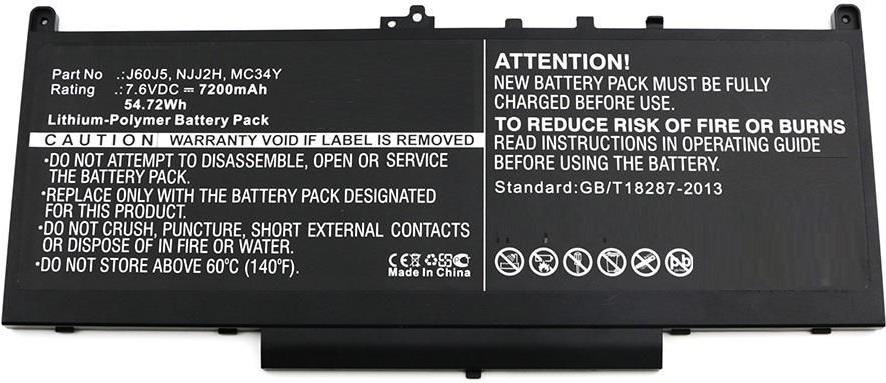 Part No .:J60J5, NJJ2H, MC34Y
Rating .:7.6VDC ⎓ 7200mAh
54.72Wh
Lithium-Polymer Battery Pack
CAUTION WARRANTY VOID IF LABEL IS REMOVED
•DO NOT ATTEMPT TO DISASSEMBLE, OPEN OR SERVICE
THE BATTERY PACK.
•REPLACE ONLY WITH THE BATTERY PACK DESIGNATED
FOR THIS PRODUCT.
•DO NOT CRUSH, PUNCTURE, SHORT EXTERNAL CONTACTS
OR DISPOSE OF IN FIRE OR WATER.
•DO NOT STORE ABOVE 60°C (140°F).
CE
Made In China
ATTENTION!
NEW BATTERY PACK MUST BE FULLY
CHARGED BEFORE USE.
TO REDUCE RISK OF FIRE OR BURNS
READ INSTRUCTIONS IN OPERATING GUIDE
BEFORE USING THE BATTERY.
Standard:GB/T18287-2013
Pb